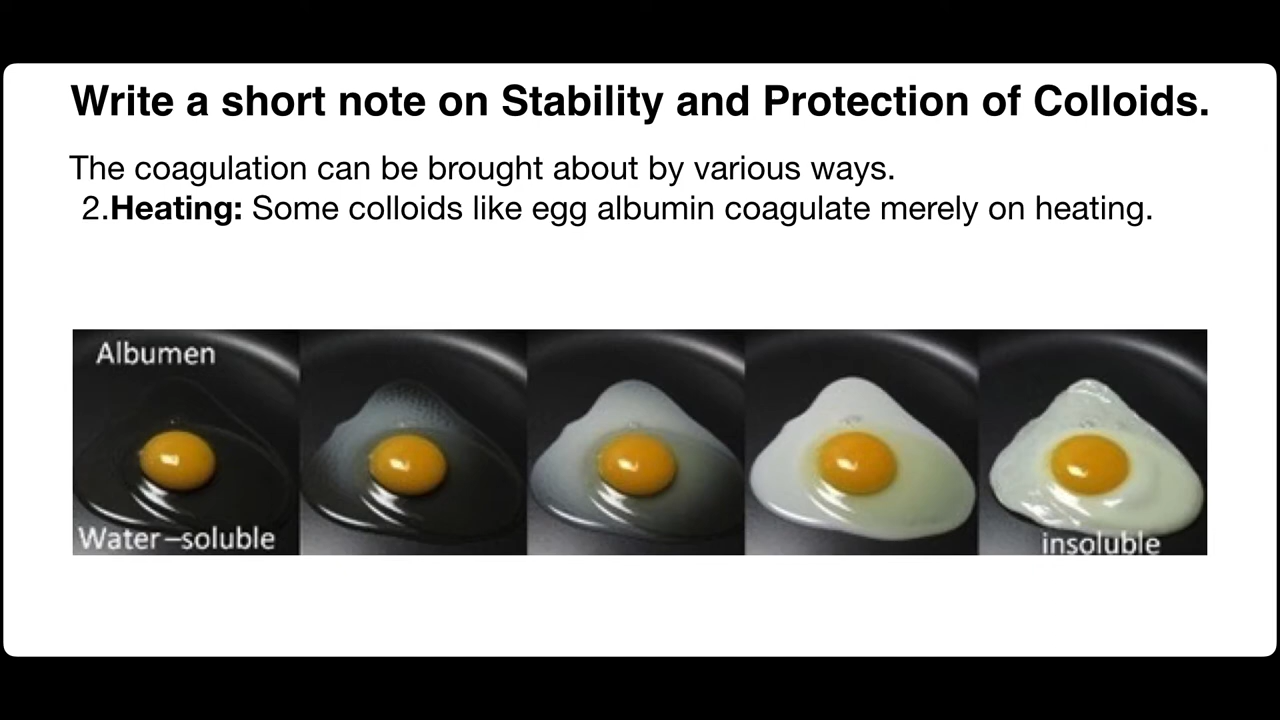 Write a short note on Stability and Protection of Colloids.
The coagulation can be brought about by various ways.
2.Heating: Some colloids like egg albumin coagulate merely on heating.
Albumen
Water–soluble
insoluble